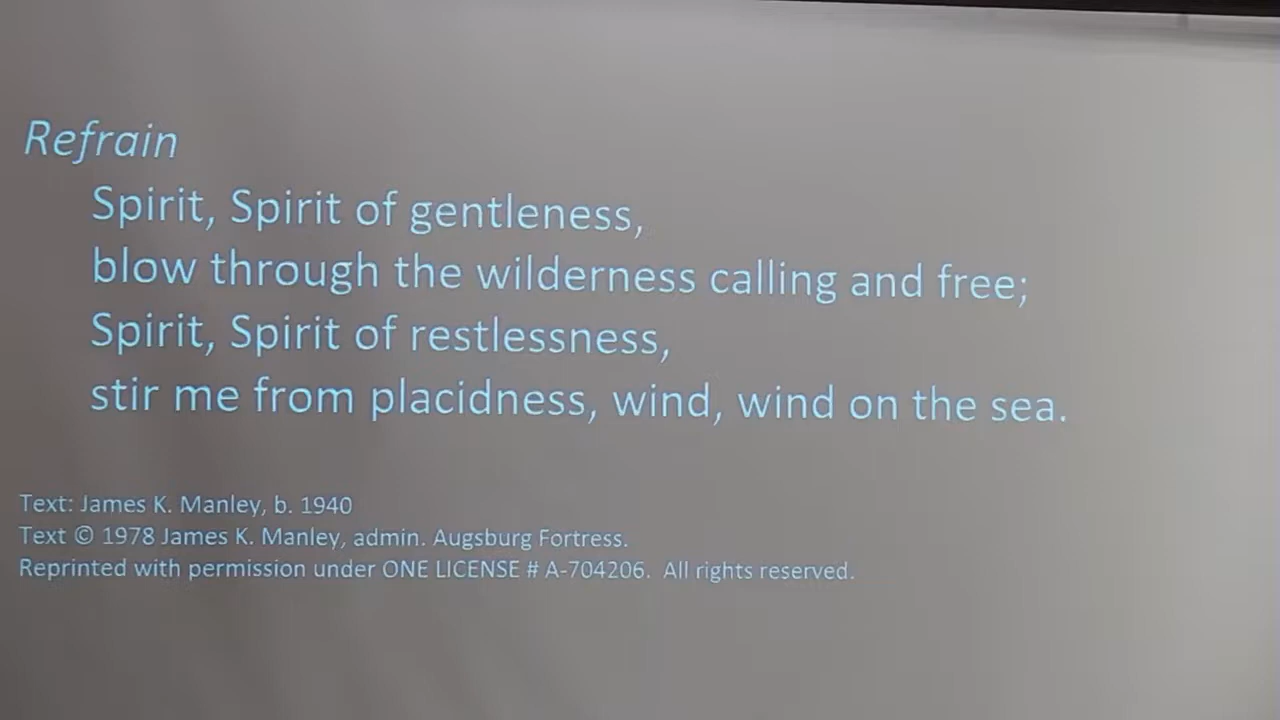 Refrain
Spirit, Spirit of gentleness,
blow through the wilderness calling and free;
Spirit, Spirit of restlessness,
stir me from placidness, wind, wind on the sea.
Text: James K. Manley, b. 1940
Text © 1978 James K. Manley, admin. Augsburg Fortress.
Reprinted with permission under ONE LICENSE # A-704206.  All rights reserved.